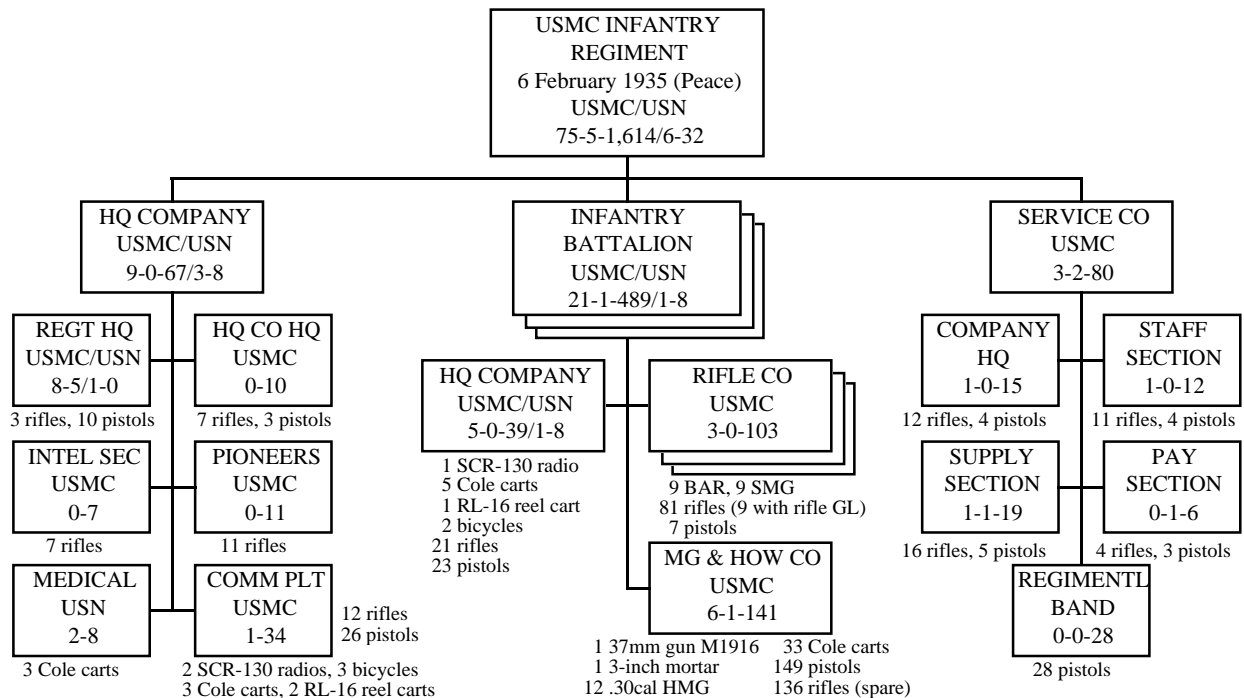 USMC INFANTRY
REGIMENT
6 February 1935 (Peace)
USMC/USN
75-5-1,614/6-32
HQ COMPANY
USMC/USN
9-0-67/3-8
REGT HQ
USMC/USN
8-5/1-0
3 rifles, 10 pistols
HQ CO HQ
USMC
0-10
7 rifles, 3 pistols
INTEL SEC
USMC
0-7
7 rifles
PIONEERS
USMC
0-11
11 rifles
MEDICAL
USN
2-8
3 Cole carts
COMM PLT
USMC
1-34
12 rifles
26 pistols
2 SCR-130 radios, 3 bicycles
3 Cole carts, 2 RL-16 reel carts
INFANTRY
BATTALION
USMC/USN
21-1-489/1-8
HQ COMPANY
USMC/USN
5-0-39/1-8
1 SCR-130 radio
5 Cole carts
1 RL-16 reel cart
2 bicycles
21 rifles
23 pistols
RIFLE CO
USMC
3-0-103
9 BAR, 9 SMG
81 rifles (9 with rifle GL)
7 pistols
MG & HOW CO
USMC
6-1-141
1 37mm gun M1916
1 3-inch mortar
12 .30cal HMG
33 Cole carts
149 pistols
136 rifles (spare)
SERVICE CO
USMC
3-2-80
COMPANY
HQ
1-0-15
12 rifles, 4 pistols
STAFF
SECTION
1-0-12
11 rifles, 4 pistols
SUPPLY
SECTION
1-1-19
16 rifles, 5 pistols
PAY
SECTION
0-1-6
4 rifles, 3 pistols
REGIMENTL
BAND
0-0-28
28 pistols